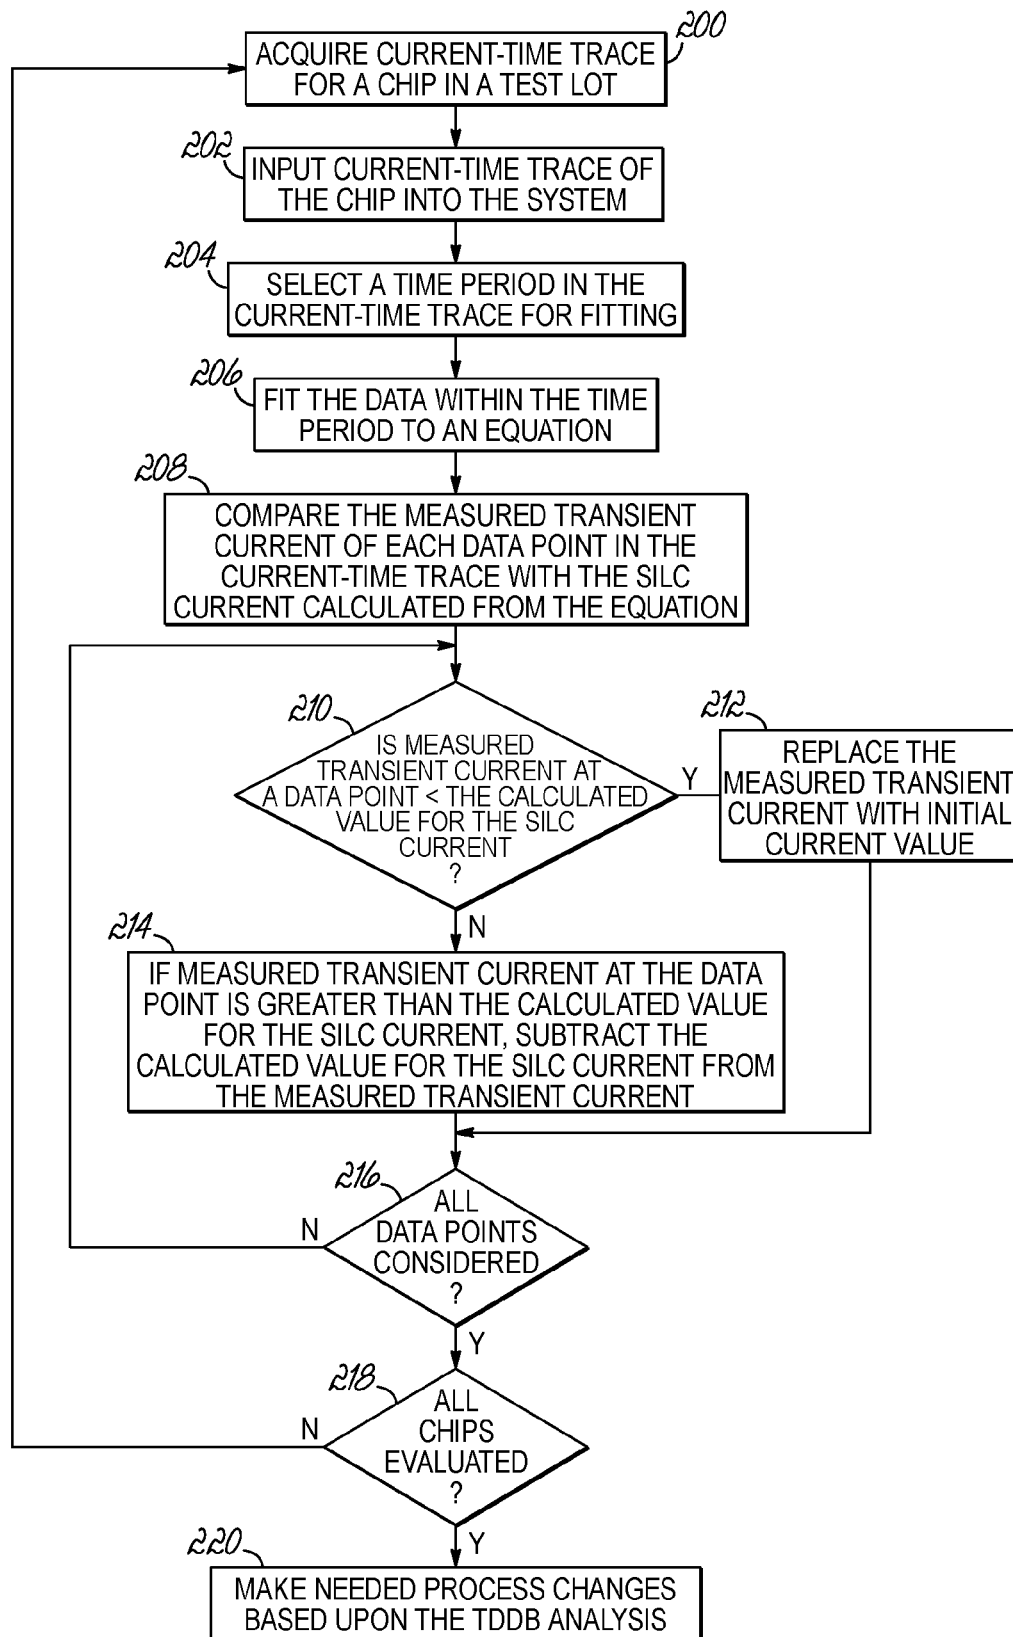 200
ACQUIRE CURRENT-TIME TRACE
FOR A CHIP IN A TEST LOT
202
INPUT CURRENT-TIME TRACE OF
THE CHIP INTO THE SYSTEM
204
SELECT A TIME PERIOD IN THE
CURRENT-TIME TRACE FOR FITTING
206
FIT THE DATA WITHIN THE TIME
PERIOD TO AN EQUATION
208
COMPARE THE MEASURED TRANSIENT
CURRENT OF EACH DATA POINT IN THE
CURRENT-TIME TRACE WITH THE SILC
CURRENT CALCULATED FROM THE EQUATION
210
IS MEASURED
TRANSIENT CURRENT AT
A DATA POINT < THE CALCULATED
VALUE FOR THE SILC
CURRENT
?
Y
212
REPLACE THE
MEASURED TRANSIENT
CURRENT WITH INITIAL
CURRENT VALUE
N
214
IF MEASURED TRANSIENT CURRENT AT THE DATA
POINT IS GREATER THAN THE CALCULATED VALUE
FOR THE SILC CURRENT, SUBTRACT THE
CALCULATED VALUE FOR THE SILC CURRENT FROM
THE MEASURED TRANSIENT CURRENT
216
ALL
DATA POINTS
CONSIDERED
?
N
Y
218
ALL
CHIPS
EVALUATED
?
N
Y
220
MAKE NEEDED PROCESS CHANGES
BASED UPON THE TDDB ANALYSIS